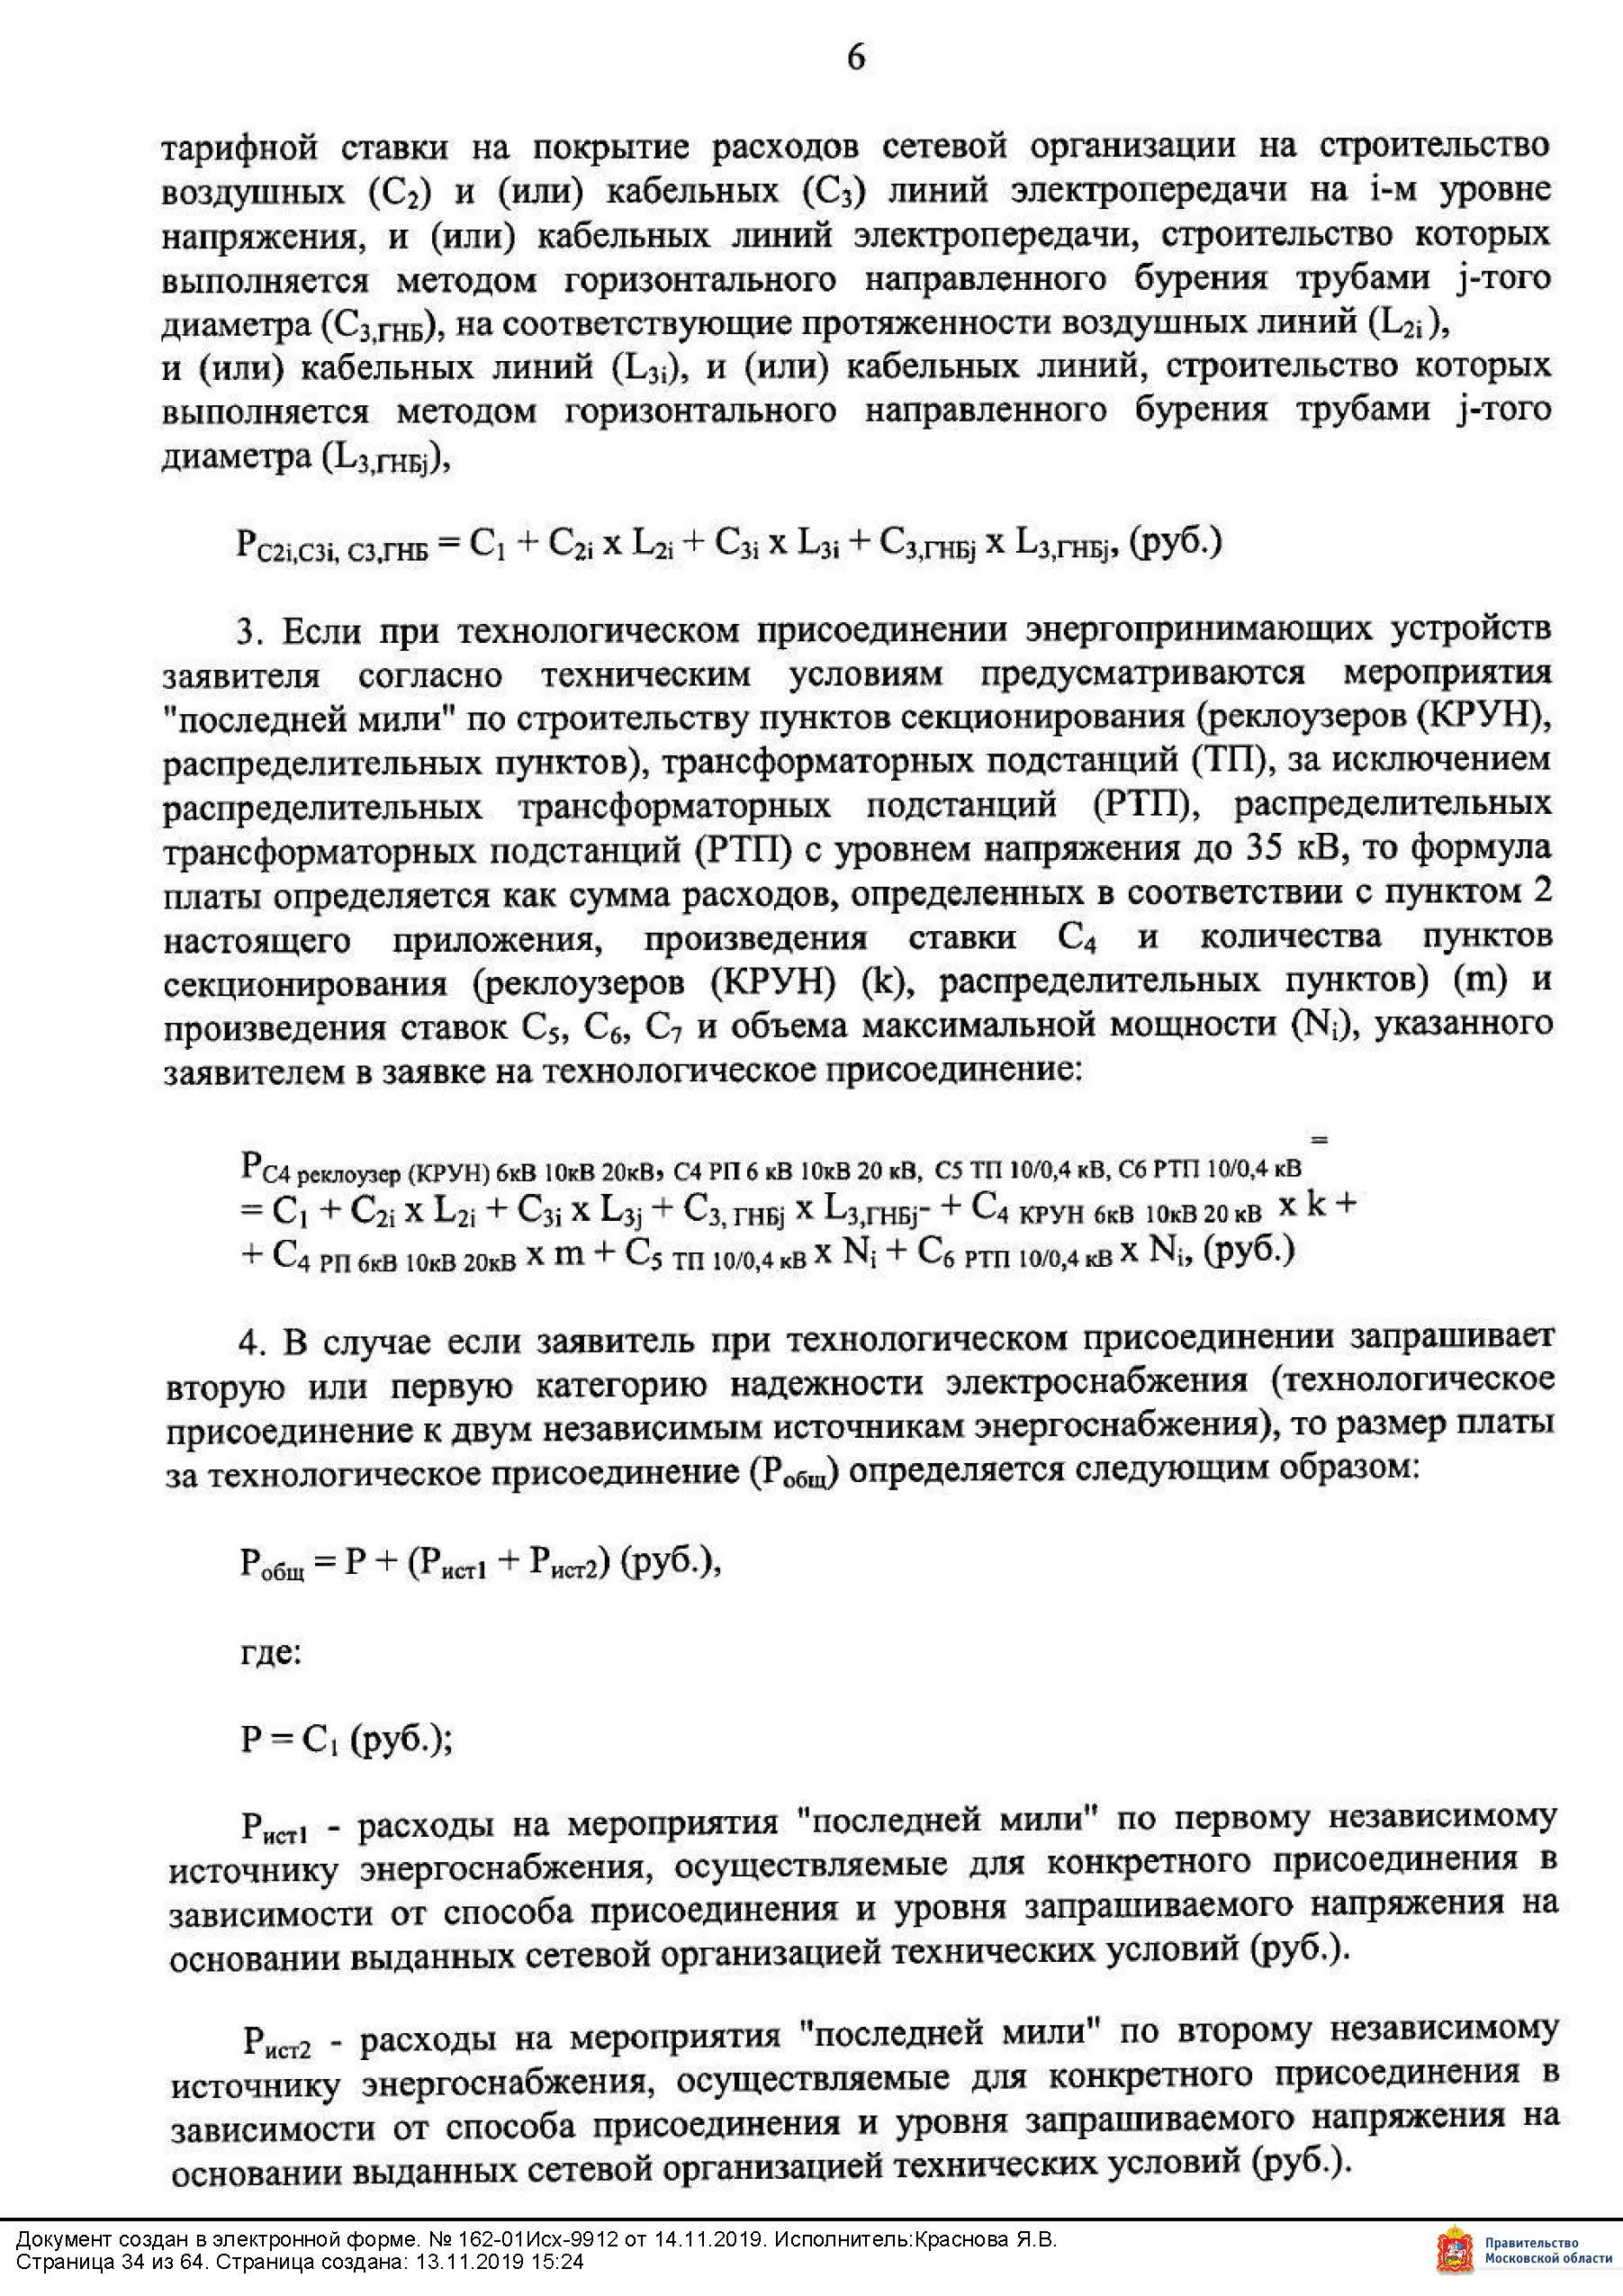 6
тарифной ставки на покрытие расходов сетевой организации на строительство
воздушных (C₂) и (или) кабельных (C₃) линий электропередачи на i-м уровне
напряжения, и (или) кабельных линий электропередачи, строительство которых
выполняется методом горизонтального направленного бурения трубами j-того
диаметра (C₃,ГНБ), на соответствующие протяженности воздушных линий (L₂i),
и (или) кабельных линий (L₃i), и (или) кабельных линий, строительство которых
выполняется методом горизонтального направленного бурения трубами j-того
диаметра (L₃,ГНБj),
PC2i,C3i, C3,ГНБ = C₁ + C₂i x L₂i + C₃i x L₃i + C₃,ГНБj x L₃,ГНБj, (руб.)
3. Если при технологическом присоединении энергопринимающих устройств
заявителя согласно техническим условиям предусматриваются мероприятия
"последней мили" по строительству пунктов секционирования (реклоузеров (КРУН),
распределительных пунктов), трансформаторных подстанций (ТП), за исключением
распределительных трансформаторных подстанций (РТП), распределительных
трансформаторных подстанций (РТП) с уровнем напряжения до 35 кВ, то формула
платы определяется как сумма расходов, определенных в соответствии с пунктом 2
настоящего приложения, произведения ставки C₄ и количества пунктов
секционирования (реклоузеров (КРУН) (k), распределительных пунктов) (m) и
произведения ставок C₅, C₆, C₇ и объема максимальной мощности (Ni), указанного
заявителем в заявке на технологическое присоединение:
PC4 реклоузер (КРУН) 6кВ 10кВ 20кВ, C4 РП 6 кВ 10кВ 20 кВ, C5 ТП 10/0,4 кВ, C6 РТП 10/0,4 кВ =
= C₁ + C₂i x L₂i + C₃i x L₃j + C₃, ГНБj x L₃,ГНБj- + C₄ КРУН 6кВ 10кВ 20 кВ x k +
+ C₄ РП 6кВ 10кВ 20кВ x m + C₅ ТП 10/0,4 кВ x Ni + C₆ РТП 10/0,4 кВ x Ni, (руб.)
4. В случае если заявитель при технологическом присоединении запрашивает
вторую или первую категорию надежности электроснабжения (технологическое
присоединение к двум независимым источникам энергоснабжения), то размер платы
за технологическое присоединение (Pобщ) определяется следующим образом:
Pобщ = P + (Pист1 + Pист2) (руб.),
где:
P = C₁ (руб.);
Pист1 - расходы на мероприятия "последней мили" по первому независимому
источнику энергоснабжения, осуществляемые для конкретного присоединения в
зависимости от способа присоединения и уровня запрашиваемого напряжения на
основании выданных сетевой организацией технических условий (руб.).
Pист2 - расходы на мероприятия "последней мили" по второму независимому
источнику энергоснабжения, осуществляемые для конкретного присоединения в
зависимости от способа присоединения и уровня запрашиваемого напряжения на
основании выданных сетевой организацией технических условий (руб.).
Документ создан в электронной форме. № 162-01Исх-9912 от 14.11.2019. Исполнитель:Краснова Я.В.
Страница 34 из 64. Страница создана: 13.11.2019 15:24
Правительство
Московской области